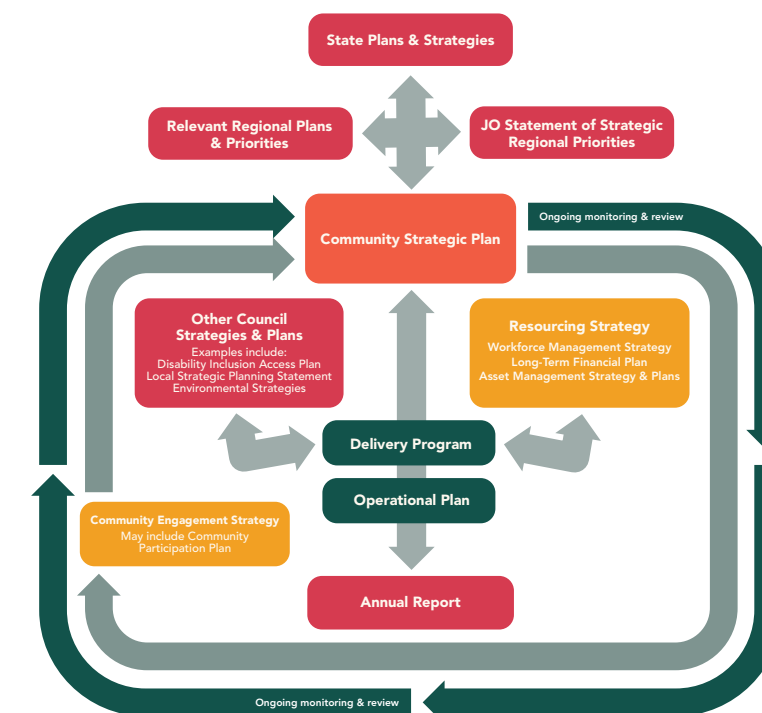 State Plans & Strategies
Relevant Regional Plans
& Priorities
JO Statement of Strategic
Regional Priorities
Community Strategic Plan
Ongoing monitoring & review
Other Council
Strategies & Plans
Examples include:
Disability Inclusion Access Plan
Local Strategic Planning Statement
Environmental Strategies
Resourcing Strategy
Workforce Management Strategy
Long-Term Financial Plan
Asset Management Strategy & Plans
Delivery Program
Operational Plan
Community Engagement Strategy
May include Community
Participation Plan
Annual Report
Ongoing monitoring & review